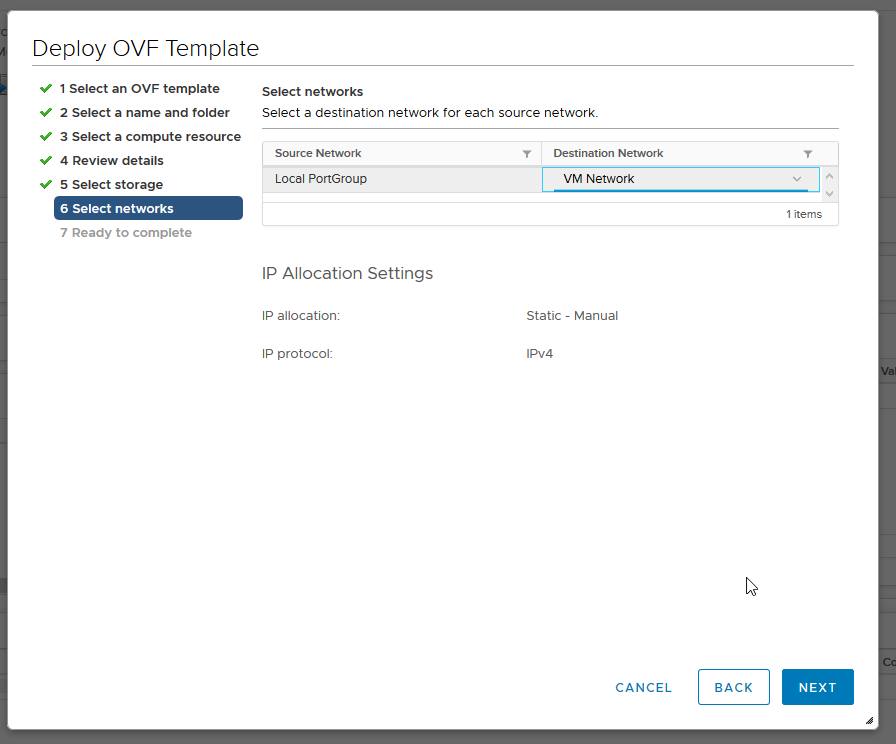 Deploy OVF Template
1 Select an OVF template
2 Select a name and folder
3 Select a compute resource
4 Review details
5 Select storage
6 Select networks
7 Ready to complete
Select networks
Select a destination network for each source network.
Source Network Destination Network
Local PortGroup VM Network
1 items
IP Allocation Settings
IP allocation: Static - Manual
IP protocol: IPv4
CANCEL BACK NEXT